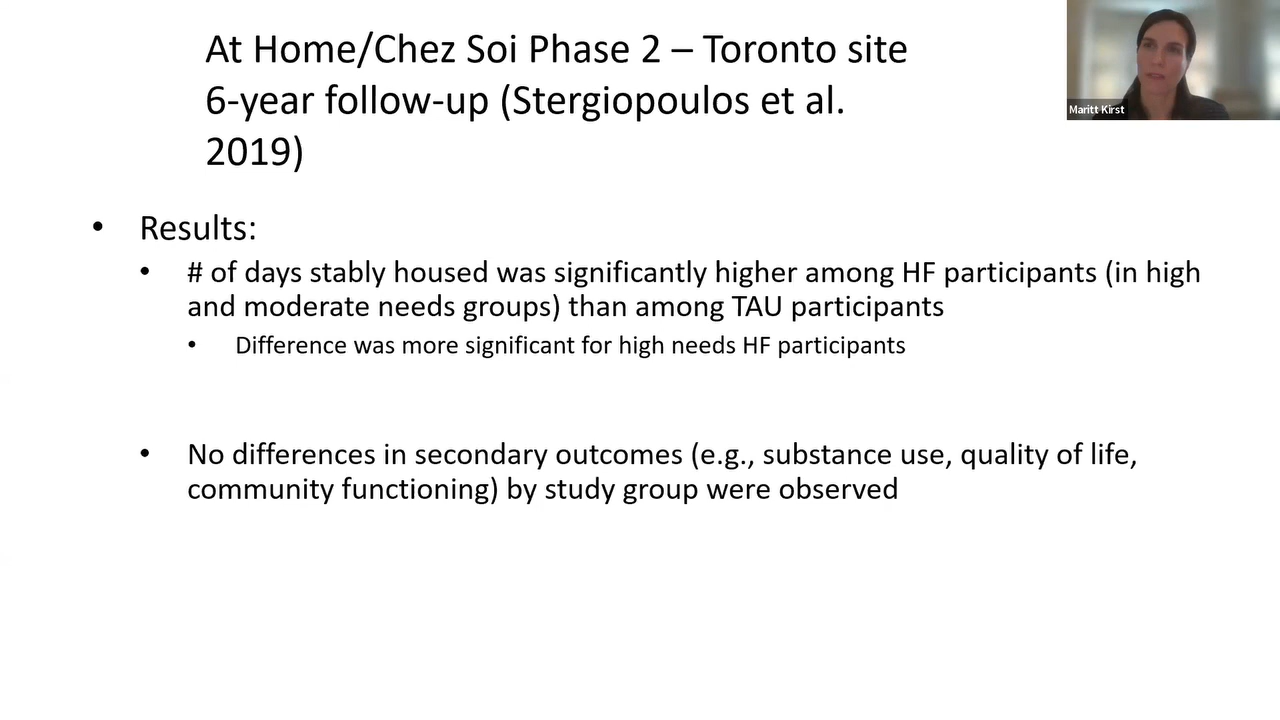 At Home/Chez Soi Phase 2 – Toronto site
6-year follow-up (Stergiopoulos et al.
2019)
Maritt Kirst
• Results:
• # of days stably housed was significantly higher among HF participants (in high
and moderate needs groups) than among TAU participants
• Difference was more significant for high needs HF participants
• No differences in secondary outcomes (e.g., substance use, quality of life,
community functioning) by study group were observed